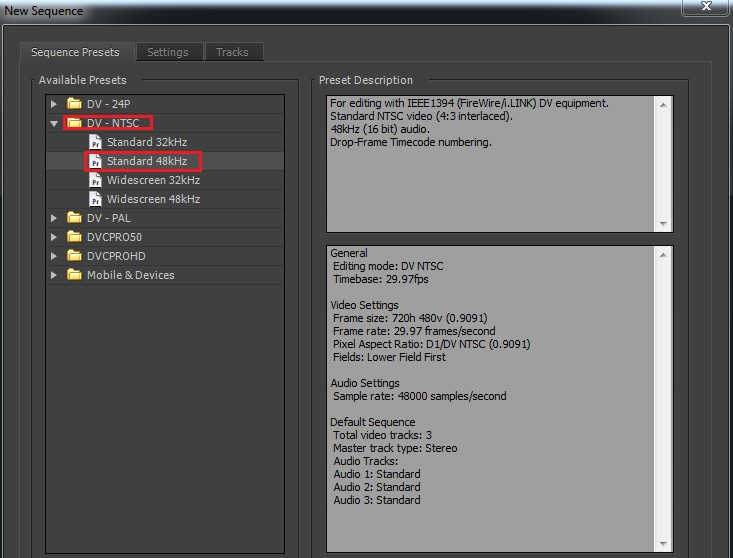 New Sequence
X
Sequence Presets
Settings
Tracks
Available Presets
DV - 24P
DV - NTSC
Pr Standard 32kHz
Pr Standard 48kHz
Pr Widescreen 32kHz
Pr Widescreen 48kHz
DV - PAL
DVCPRO50
DVCPROHD
Mobile & Devices
Preset Description
For editing with IEEE1394 (FireWire/i.LINK) DV equipment.
Standard NTSC video (4:3 interlaced).
48kHz (16 bit) audio.
Drop-Frame Timecode numbering.
General
Editing mode: DV NTSC
Timebase: 29.97fps
Video Settings
Frame size: 720h 480v (0.9091)
Frame rate: 29.97 frames/second
Pixel Aspect Ratio: D1/DV NTSC (0.9091)
Fields: Lower Field First
Audio Settings
Sample rate: 48000 samples/second
Default Sequence
Total video tracks: 3
Master track type: Stereo
Audio Tracks:
Audio 1: Standard
Audio 2: Standard
Audio 3: Standard